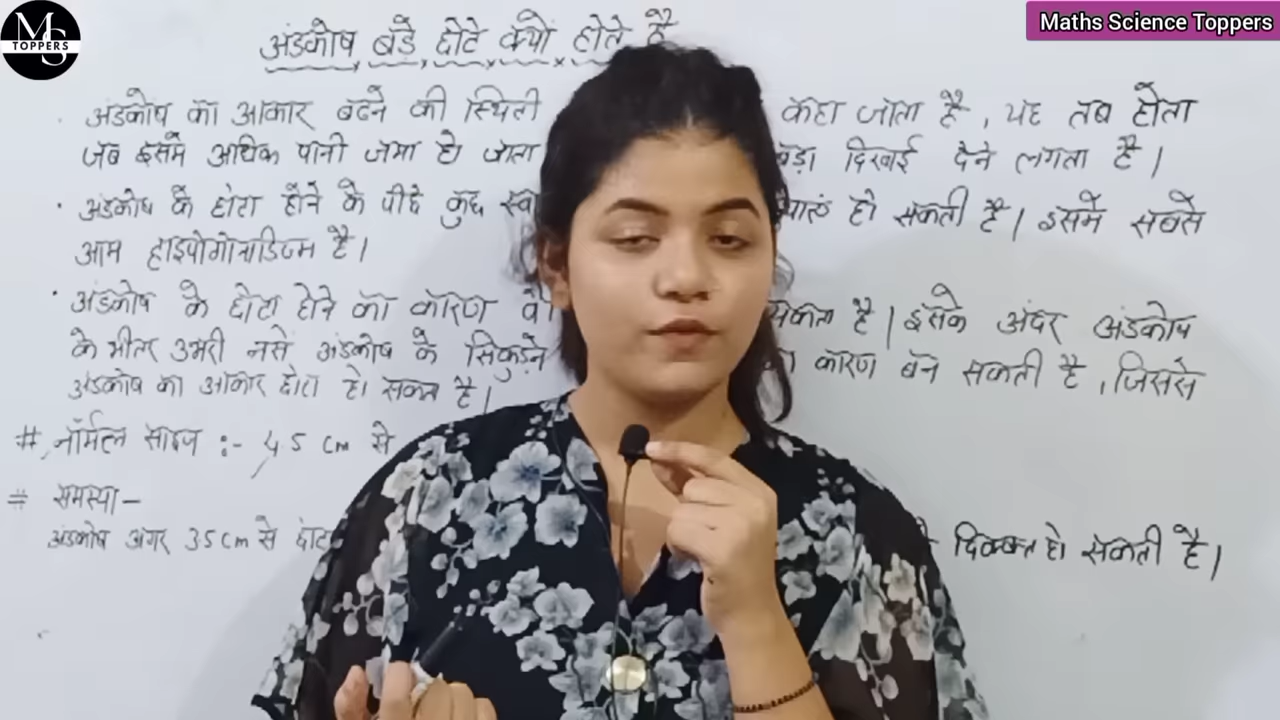 MS
TOPPERS
Maths Science Toppers
अंडकोष बडे छोटे क्यों होते है
अंडकोष का आकार बढने की स्थिती कहा जाता है, यह तब होता
जब इसमे अधिक पानी जमा हो जाता बड़ा दिखाई देने लगता है।
अंडकोष के छोटा होने के पीछे कुछ हो सकती है। इसमे सबसे
आम हाइपोगोनाडिज्म है।
अंडकोष के छोटा होने का कारण सकता है। इसके अंदर अंडकोष
के भीतर उभरी नसें अंडकोष के सिकुड़ने का कारण बन सकती है, जिससे
अंडकोष का आकार छोटा हो सकता है।
# नॉर्मल साइज :- 4.5 cm से
# समस्या-
अंडकोष अगर 3.5 cm से छोटा दिक्कत हो सकती है।